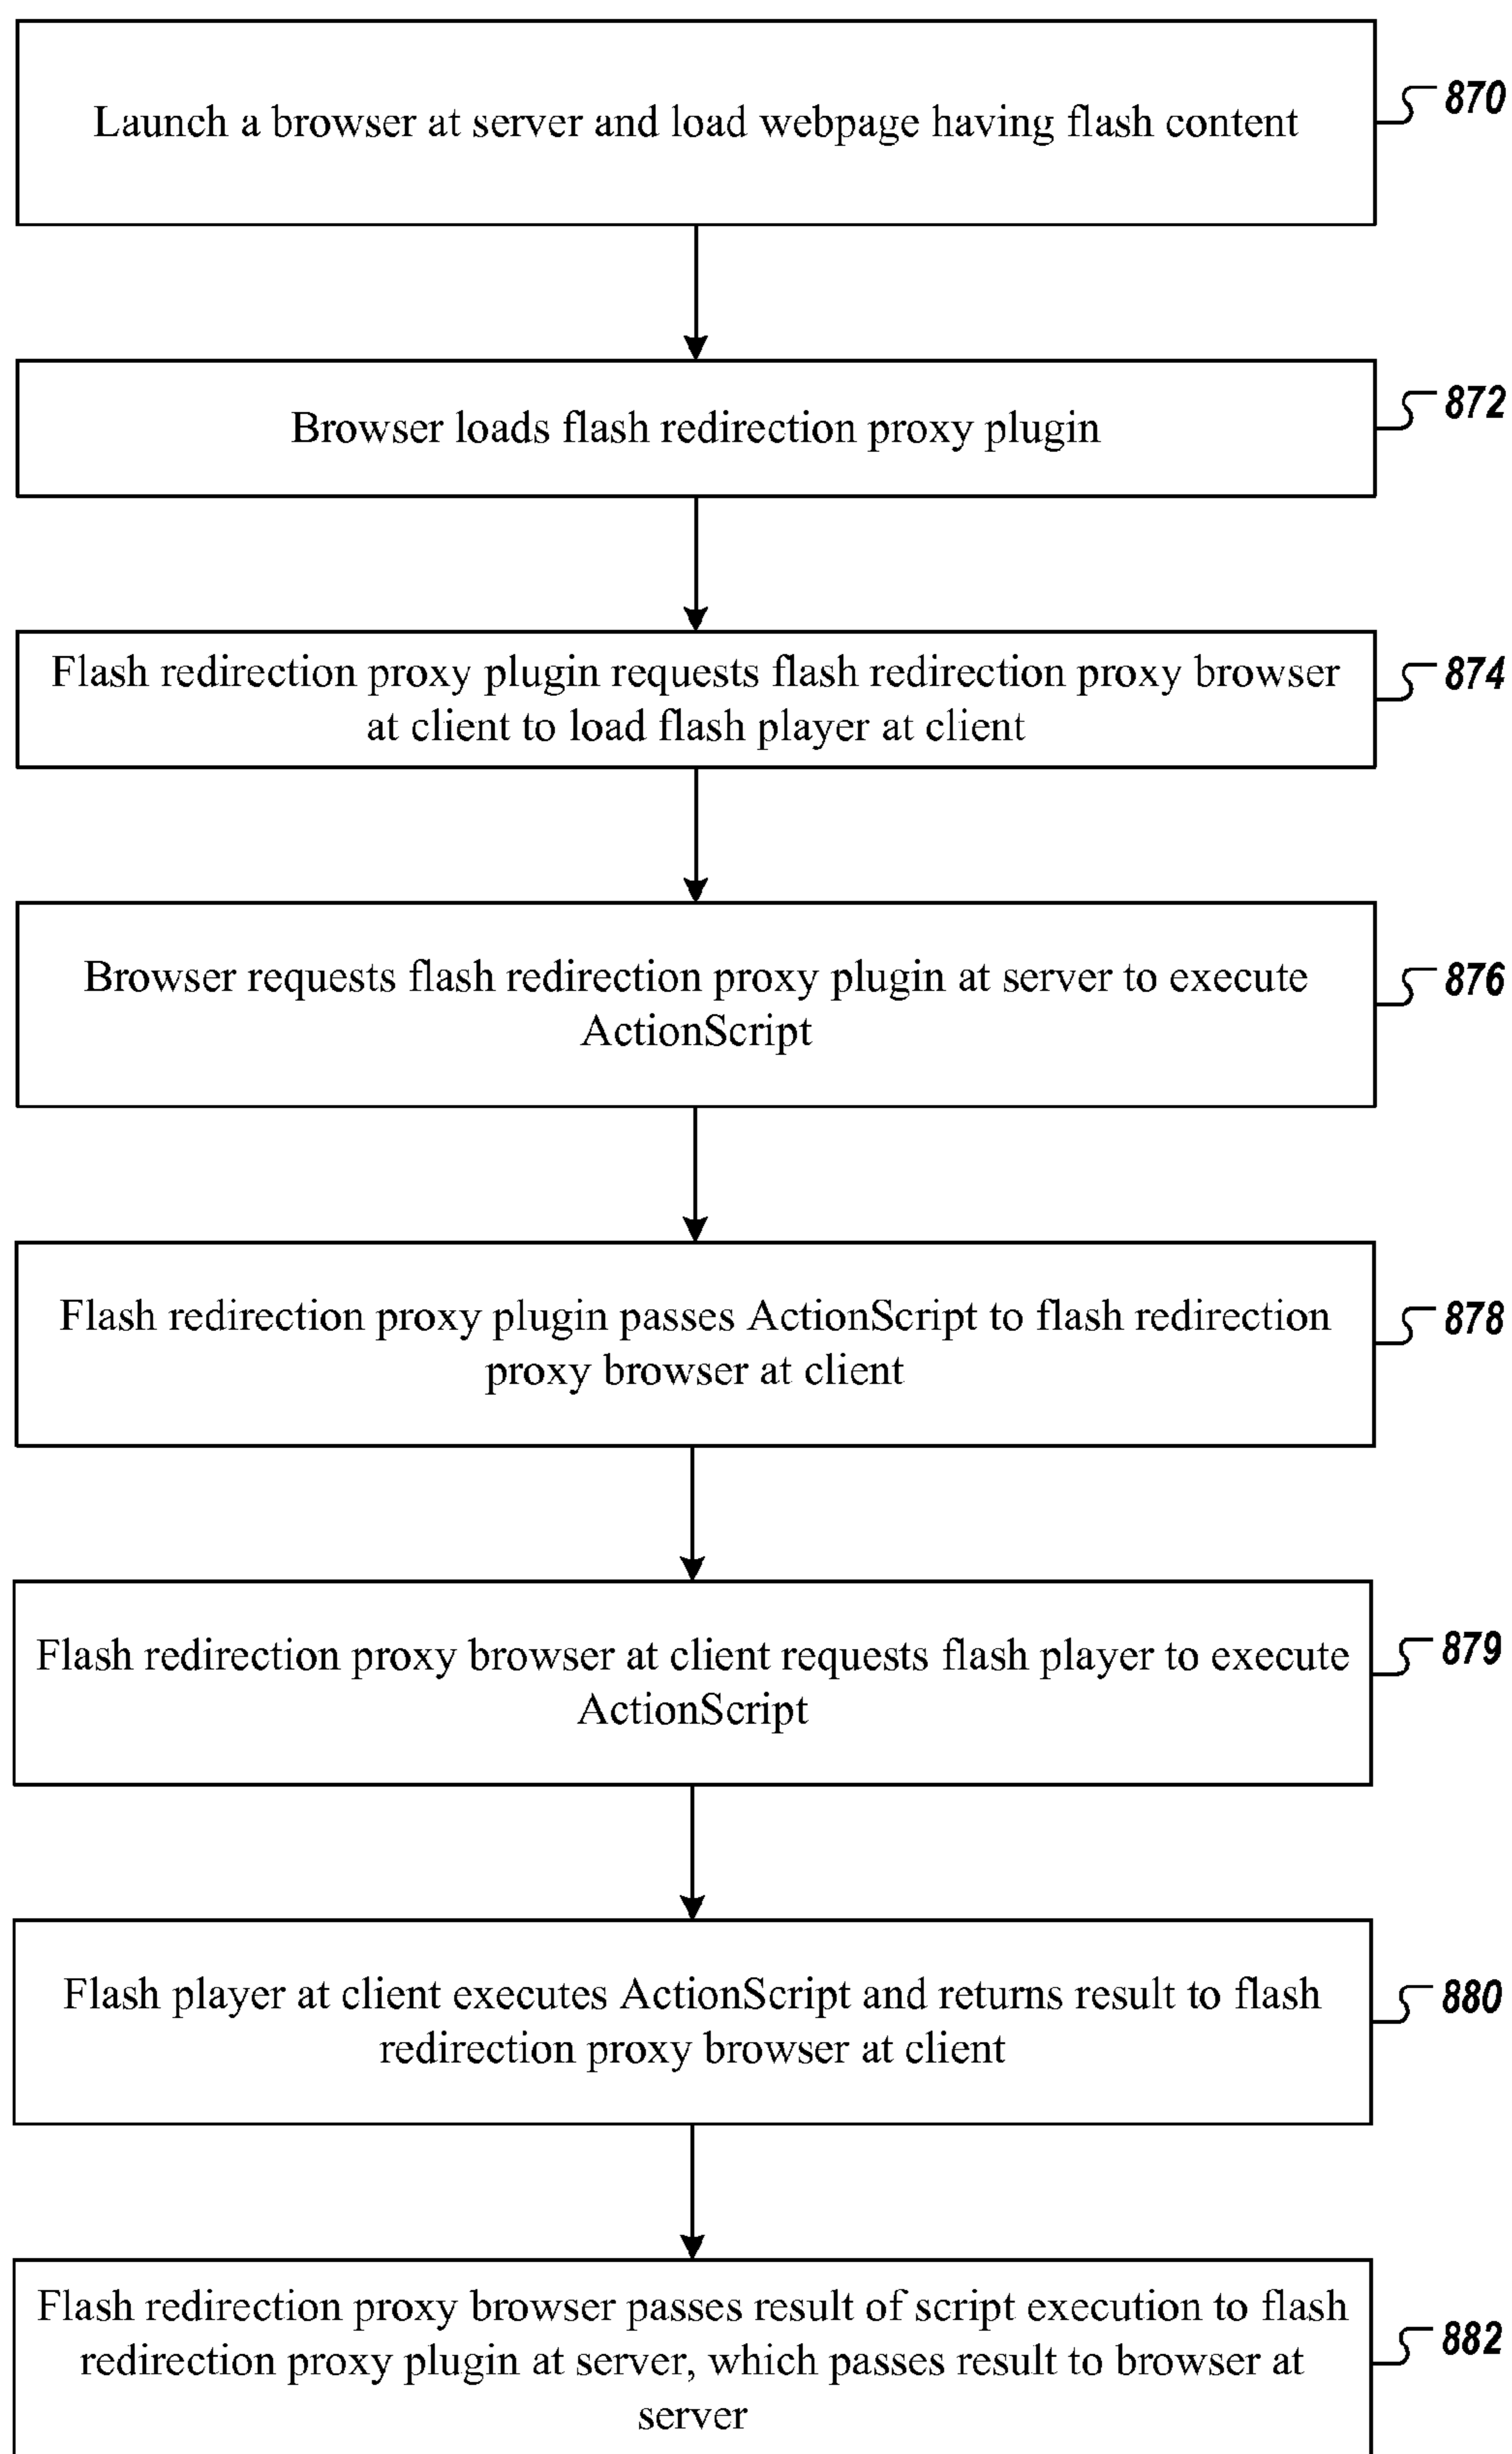 Launch a browser at server and load webpage having flash content
870
Browser loads flash redirection proxy plugin
872
Flash redirection proxy plugin requests flash redirection proxy browser
at client to load flash player at client
874
Browser requests flash redirection proxy plugin at server to execute
ActionScript
876
Flash redirection proxy plugin passes ActionScript to flash redirection
proxy browser at client
878
Flash redirection proxy browser at client requests flash player to execute
ActionScript
879
Flash player at client executes ActionScript and returns result to flash
redirection proxy browser at client
880
Flash redirection proxy browser passes result of script execution to flash
redirection proxy plugin at server, which passes result to browser at
server
882